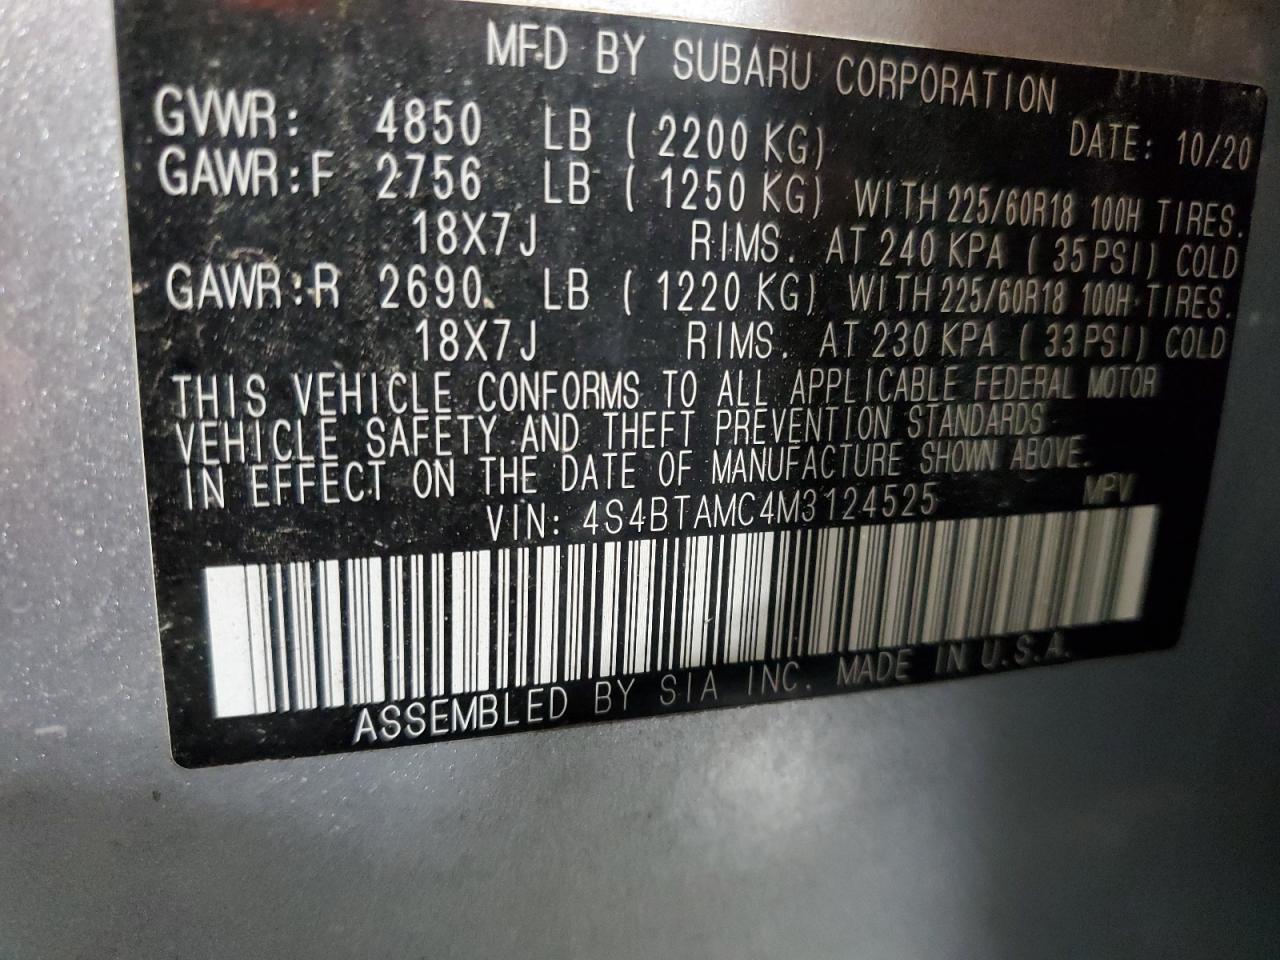 MFD BY SUBARU CORPORATION
GVWR: 4850 LB ( 2200 KG) DATE: 10/20
GAWR:F 2756 LB ( 1250 KG) WITH 225/60R18 100H TIRES.
18X7J RIMS. AT 240 KPA ( 35PSI) COLD
GAWR:R 2690 LB ( 1220 KG) WITH 225/60R18 100H TIRES.
18X7J RIMS. AT 230 KPA ( 33PSI) COLD
THIS VEHICLE CONFORMS TO ALL APPLICABLE FEDERAL MOTOR
VEHICLE SAFETY AND THEFT PREVENTION STANDARDS
IN EFFECT ON THE DATE OF MANUFACTURE SHOWN ABOVE.
VIN: 4S4BTAMC4M3124525 MPV
ASSEMBLED BY SIA INC. MADE IN U.S.A.